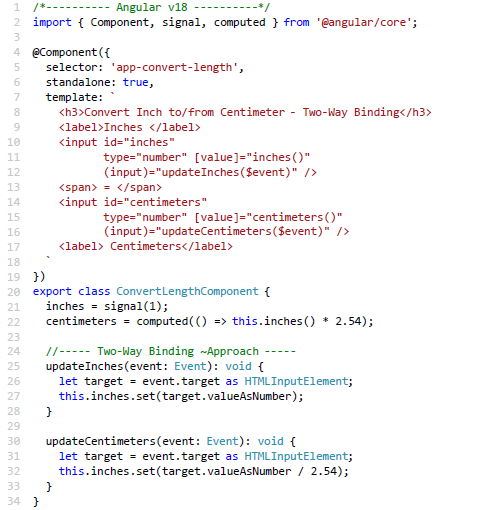 1 /*---------- Angular v18 ----------*/
2 import { Component, signal, computed } from '@angular/core';
3
4 @Component({
5   selector: 'app-convert-length',
6   standalone: true,
7   template: `
8     <h3>Convert Inch to/from Centimeter - Two-Way Binding</h3>
9     <label>Inches </label>
10     <input id="inches"
11            type="number" [value]="inches()"
12            (input)="updateInches($event)" />
13     <span> = </span>
14     <input id="centimeters"
15            type="number" [value]="centimeters()"
16            (input)="updateCentimeters($event)" />
17     <label> Centimeters</label>
18   `
19 })
20 export class ConvertLengthComponent {
21   inches = signal(1);
22   centimeters = computed(() => this.inches() * 2.54);
23
24   //----- Two-Way Binding ~Approach -----
25   updateInches(event: Event): void {
26     let target = event.target as HTMLInputElement;
27     this.inches.set(target.valueAsNumber);
28   }
29
30   updateCentimeters(event: Event): void {
31     let target = event.target as HTMLInputElement;
32     this.inches.set(target.valueAsNumber / 2.54);
33   }
34 }